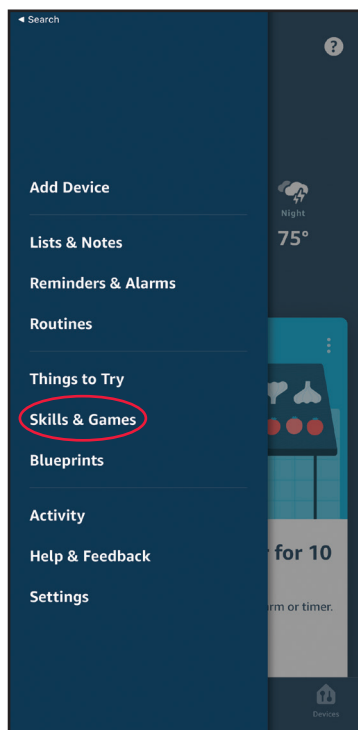 ◀ Search
?
Add Device
Night
Lists & Notes
75°
Reminders & Alarms
Routines
Things to Try
Skills & Games
Blueprints
Activity
Help & Feedback
for 10
Settings
or timer.
Devices